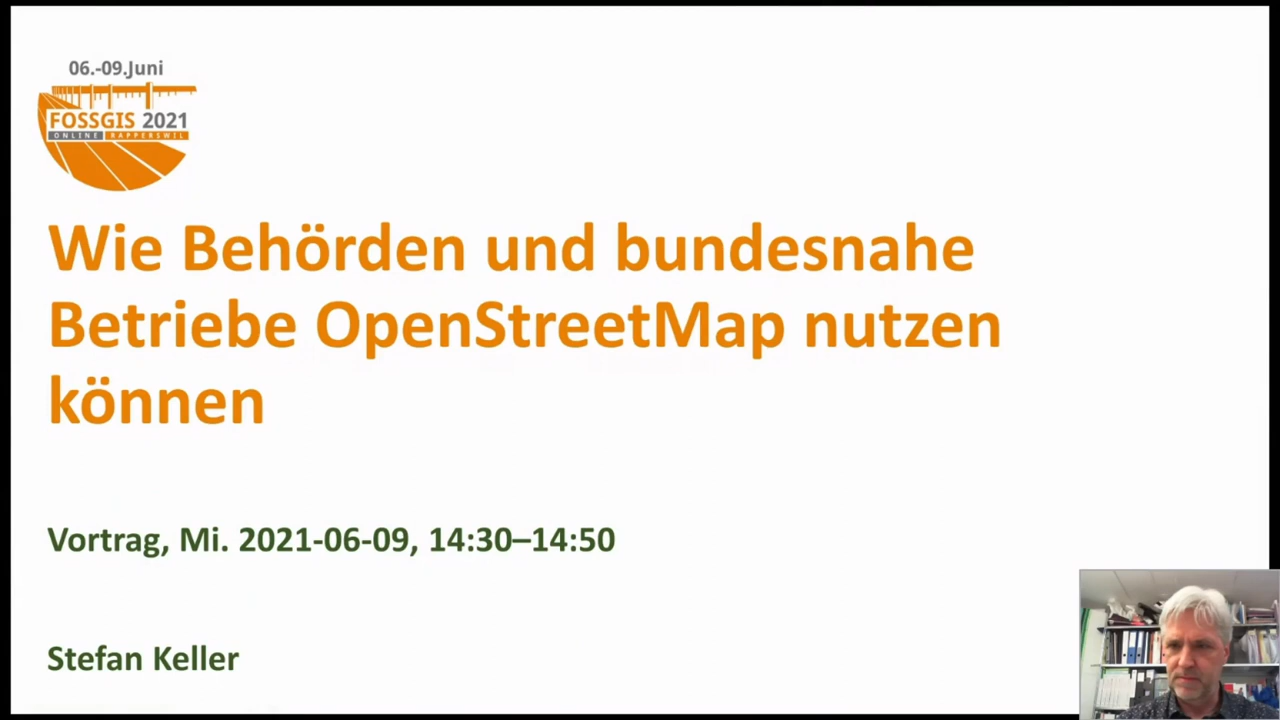 06.-09.Juni
FOSSGIS 2021
ONLINE RAPPERSWIL
Wie Behörden und bundesnahe
Betriebe OpenStreetMap nutzen
können
Vortrag, Mi. 2021-06-09, 14:30–14:50
Stefan Keller